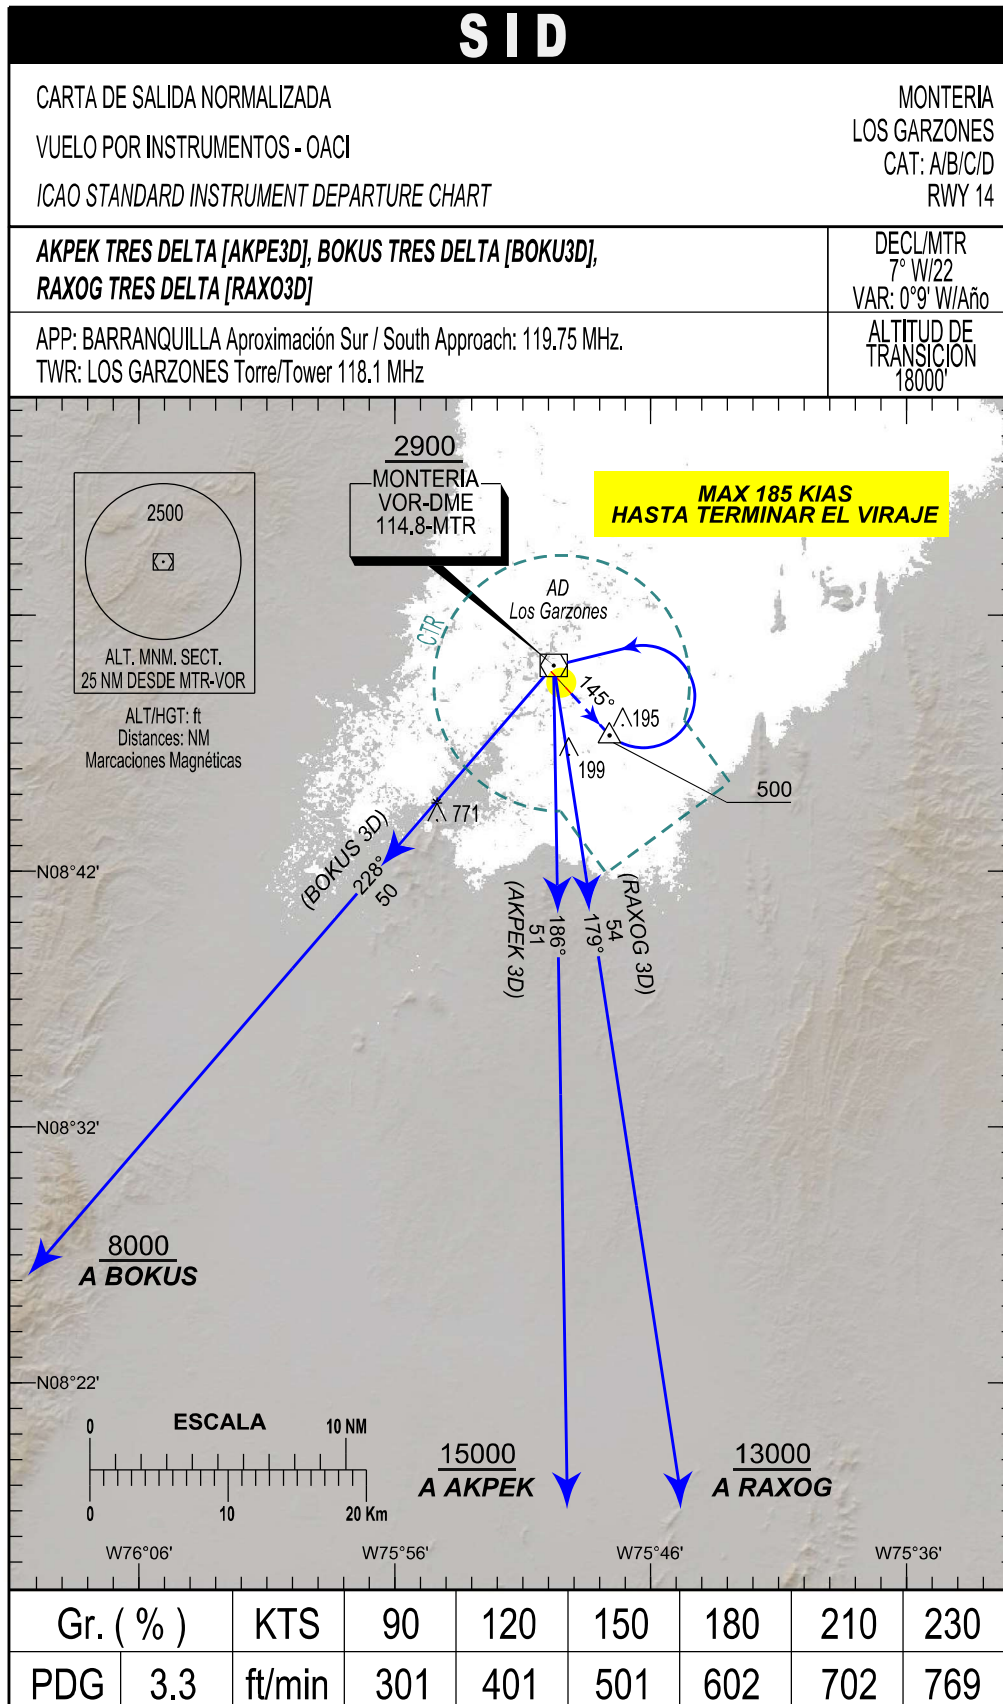 SID
CARTA DE SALIDA NORMALIZADA
VUELO POR INSTRUMENTOS - OACI
ICAO STANDARD INSTRUMENT DEPARTURE CHART
MONTERIA
LOS GARZONES
CAT: A/B/C/D
RWY 14
AKPEK TRES DELTA [AKPE3D], BOKUS TRES DELTA [BOKU3D],
RAXOG TRES DELTA [RAXO3D]
DECL/MTR
7° W/22
VAR: 0°9' W/Año
APP: BARRANQUILLA Aproximación Sur / South Approach: 119.75 MHz.
TWR: LOS GARZONES Torre/Tower 118.1 MHz
ALTITUD DE
TRANSICION
18000'
2900
MONTERIA
VOR-DME
114.8-MTR
MAX 185 KIAS
HASTA TERMINAR EL VIRAJE
2500
ALT. MNM. SECT.
25 NM DESDE MTR-VOR
ALT/HGT: ft
Distances: NM
Marcaciones Magnéticas
AD
Los Garzones
CTR
145°
195
199
500
771
(BOKUS 3D)
228°
50
N08°42'
(AKPEK 3D)
51
186°
179°
54
(RAXOG 3D)
N08°32'
8000
A BOKUS
N08°22'
0
ESCALA
10 NM
0
10
20 Km
15000
A AKPEK
13000
A RAXOG
W76°06'
W75°56'
W75°46'
W75°36'
Gr. ( % ) KTS 90 120 150 180 210 230
PDG 3.3 ft/min 301 401 501 602 702 769